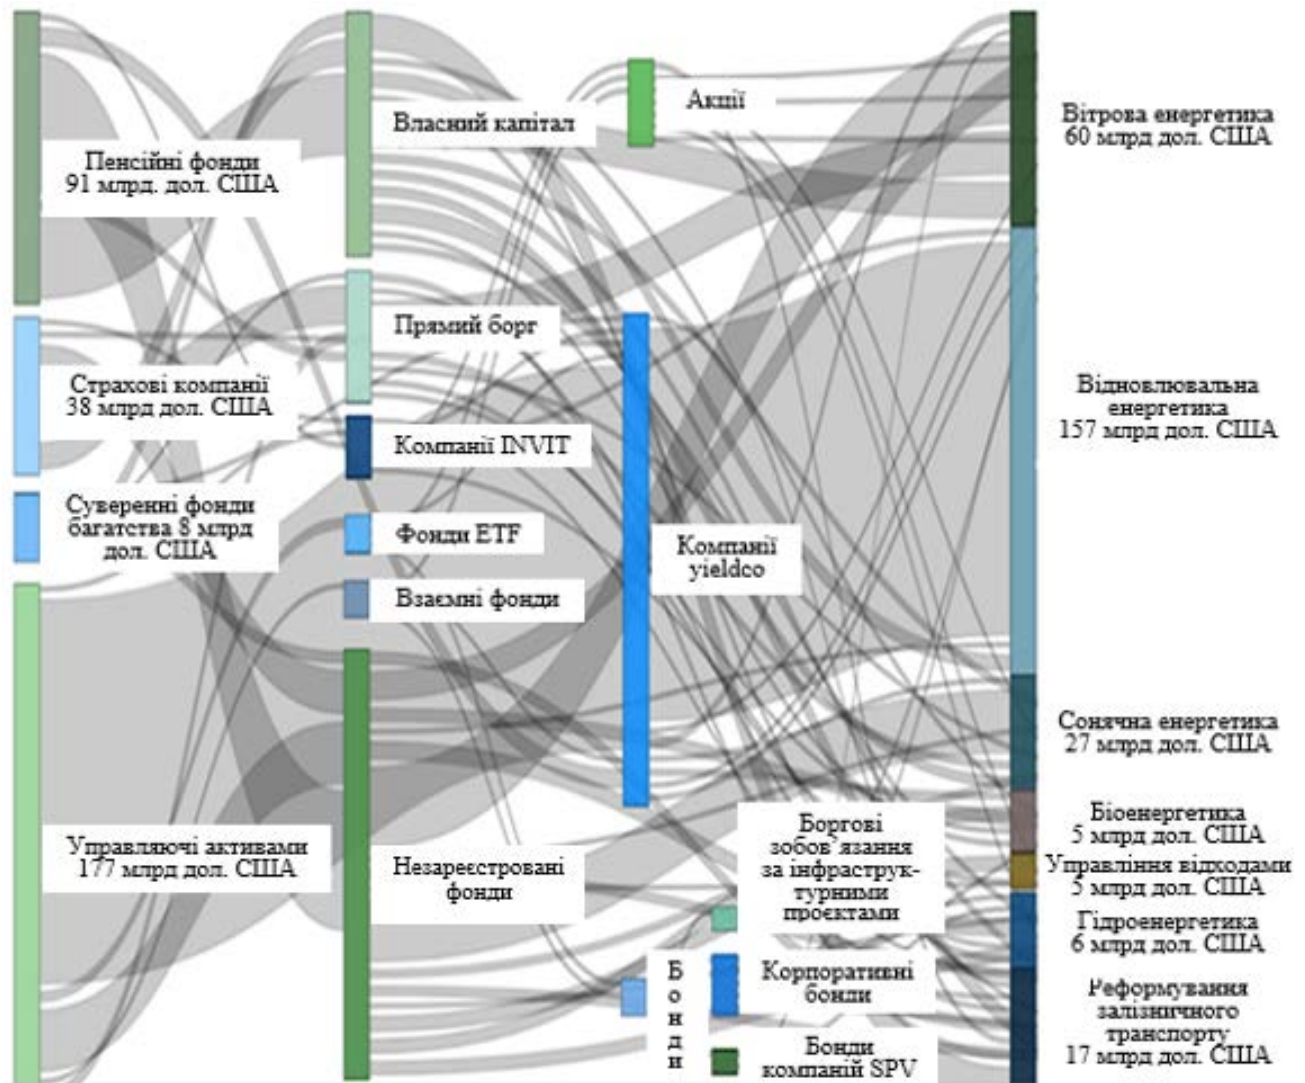 Пенсійні фонди
91 млрд. дол. США
Страхові компанії
38 млрд дол. США
Суверенні фонди
багатства 8 млрд
дол. США
Управляючі активами
177 млрд дол. США
Власний капітал
Прямий борг
Компанії INVIT
Фонди ETF
Взаємні фонди
Незареєстровані
фонди
Акції
Компанії
yieldco
Боргові
зобов’язання
за інфраструк-
турними
проєктами
Бонди
Корпоративні
бонди
Бонди
компаній SPV
Вітрова енергетика
60 млрд дол. США
Відновлювальна
енергетика
157 млрд дол. США
Сонячна енергетика
27 млрд дол. США
Біоенергетика
5 млрд дол. США
Управління відходами
5 млрд дол. США
Гідроенергетика
6 млрд дол. США
Реформування
залізничного
транспорту
17 млрд дол. США